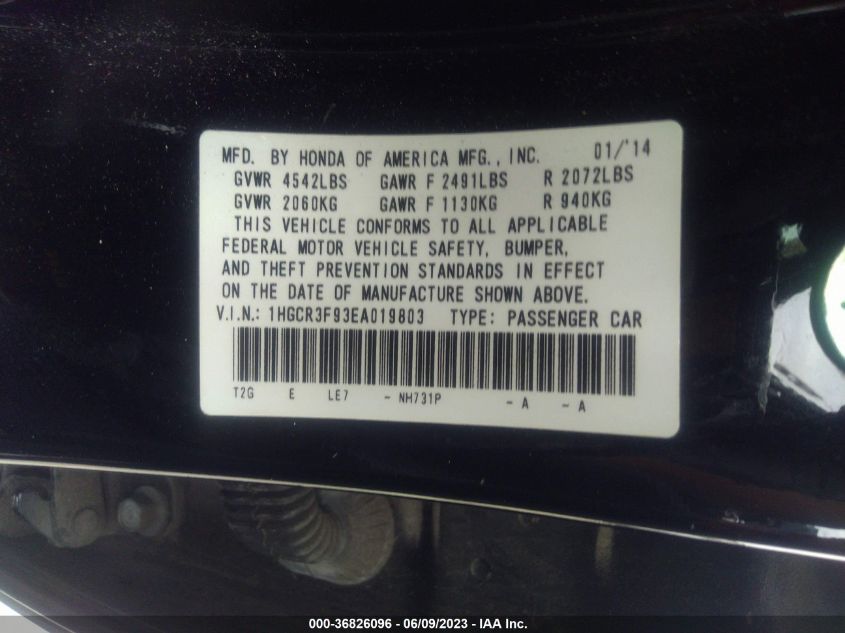 MFD. BY HONDA OF AMERICA MFG., INC. 01/'14
GVWR 4542LBS GAWR F 2491LBS R 2072LBS
GVWR 2060KG GAWR F 1130KG R 940KG
THIS VEHICLE CONFORMS TO ALL APPLICABLE
FEDERAL MOTOR VEHICLE SAFETY, BUMPER,
AND THEFT PREVENTION STANDARDS IN EFFECT
ON THE DATE OF MANUFACTURE SHOWN ABOVE.
V.I.N.: 1HGCR3F93EA019803 TYPE: PASSENGER CAR
T2G E LE7 - NH731P - A - A
000-36826096 - 06/09/2023 - IAA Inc.